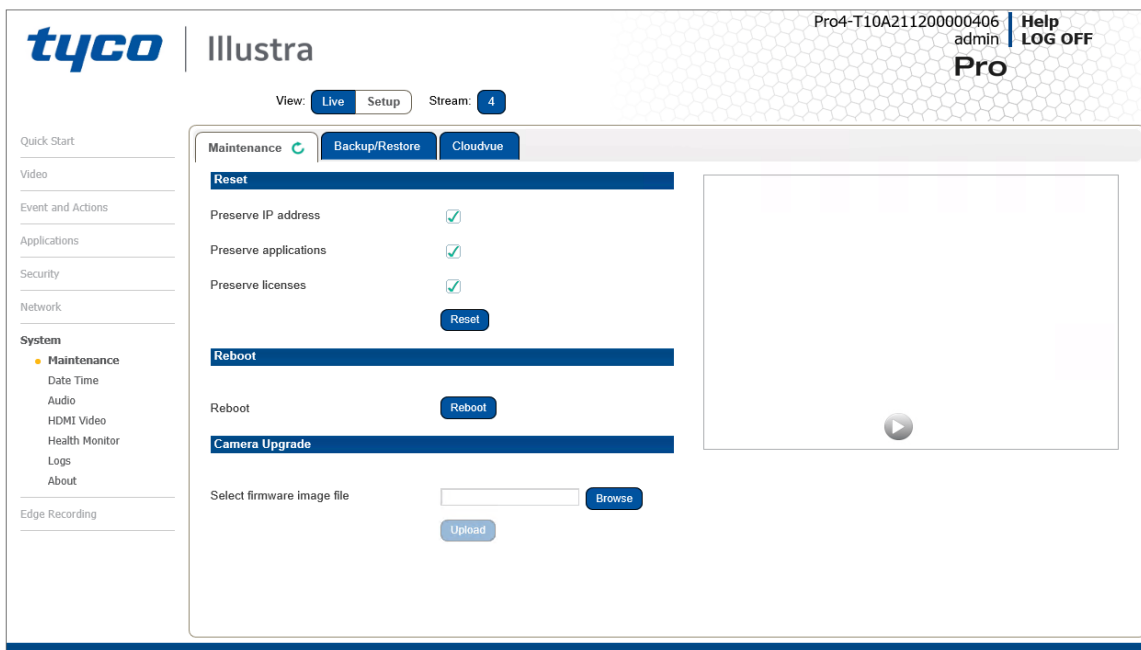 Pro4-T10A211200000406 Help
admin LOG OFF
tyco Illustra
Pro
View: Live Setup Stream: 4
Quick Start
Video
Event and Actions
Applications
Security
Network
System
Maintenance
Date Time
Audio
HDMI Video
Health Monitor
Logs
About
Edge Recording
Maintenance Backup/Restore Cloudvue
Reset
Preserve IP address
Preserve applications
Preserve licenses
Reset
Reboot
Reboot Reboot
Camera Upgrade
Select firmware image file Browse
Upload